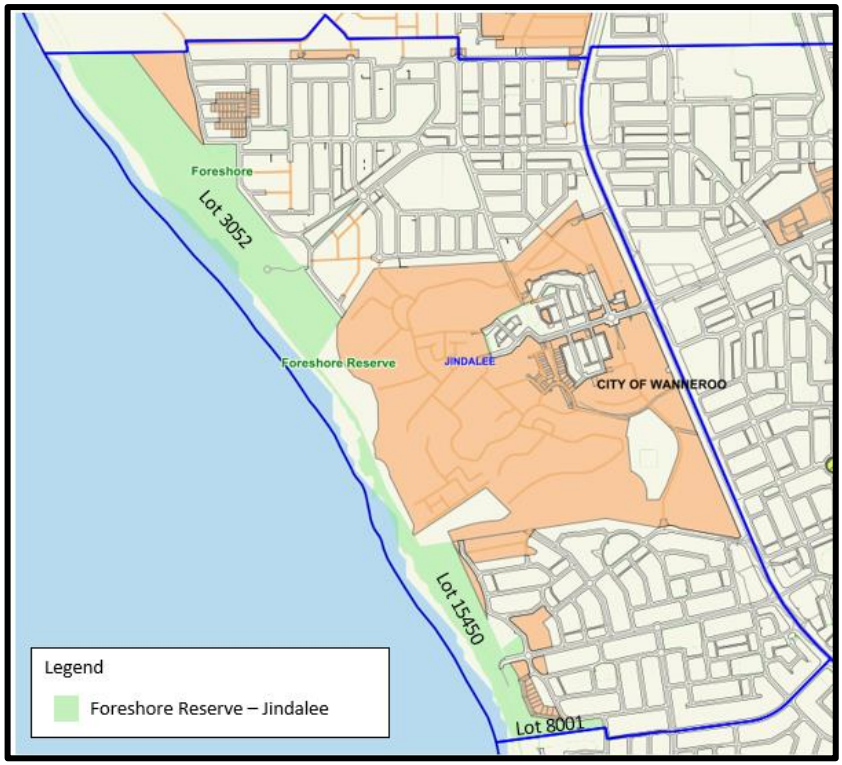 Foreshore
Lot 3052
Foreshore Reserve
JINDALEE
CITY OF WANNEROO
Lot 15450
Lot 8001
Legend
Foreshore Reserve – Jindalee